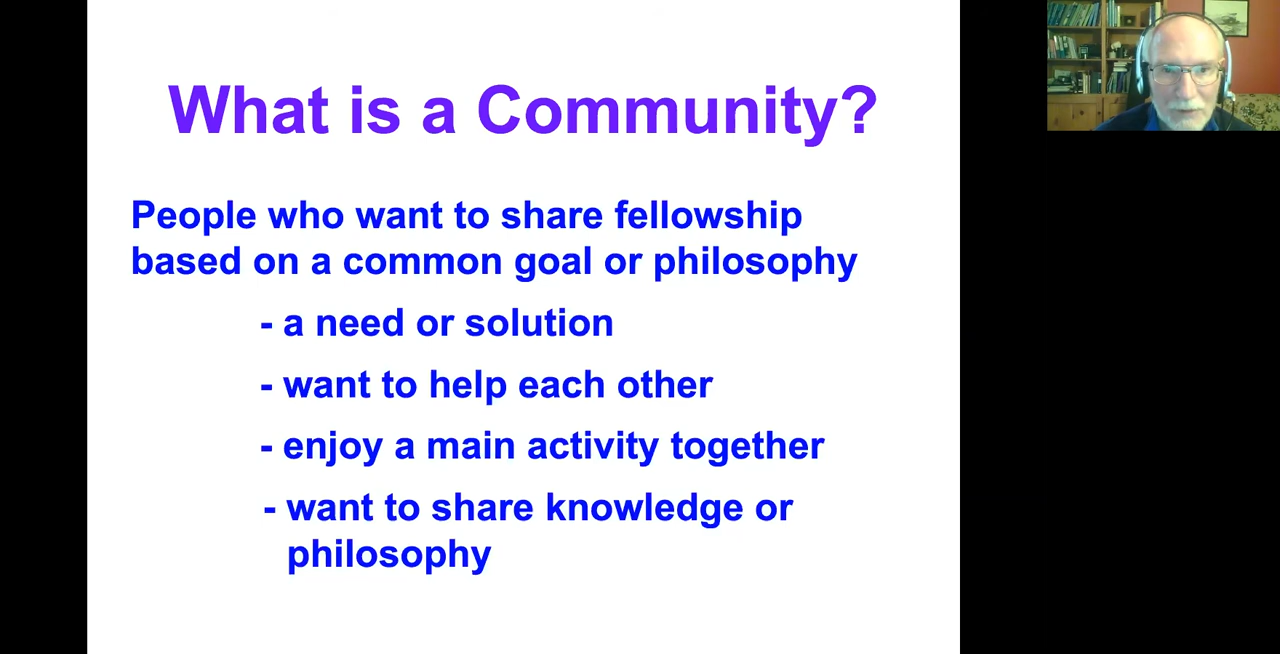 What is a Community?
People who want to share fellowship
based on a common goal or philosophy
- a need or solution
- want to help each other
- enjoy a main activity together
- want to share knowledge or
philosophy